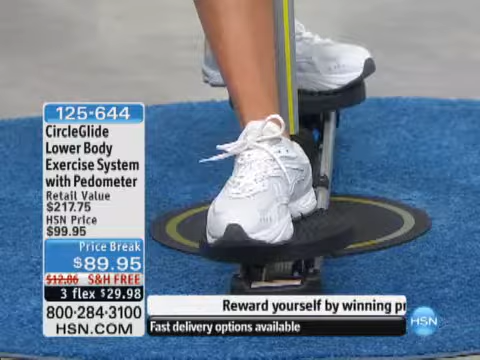 125-644
CircleGlide
Lower Body
Exercise System
with Pedometer
Retail Value
$217.75
HSN Price
$99.95
Price Break
$89.95
$12.06 S&H FREE
3 flex $29.98
800·284·3100
HSN.COM
Reward yourself by winning pr
Fast delivery options available
HSN